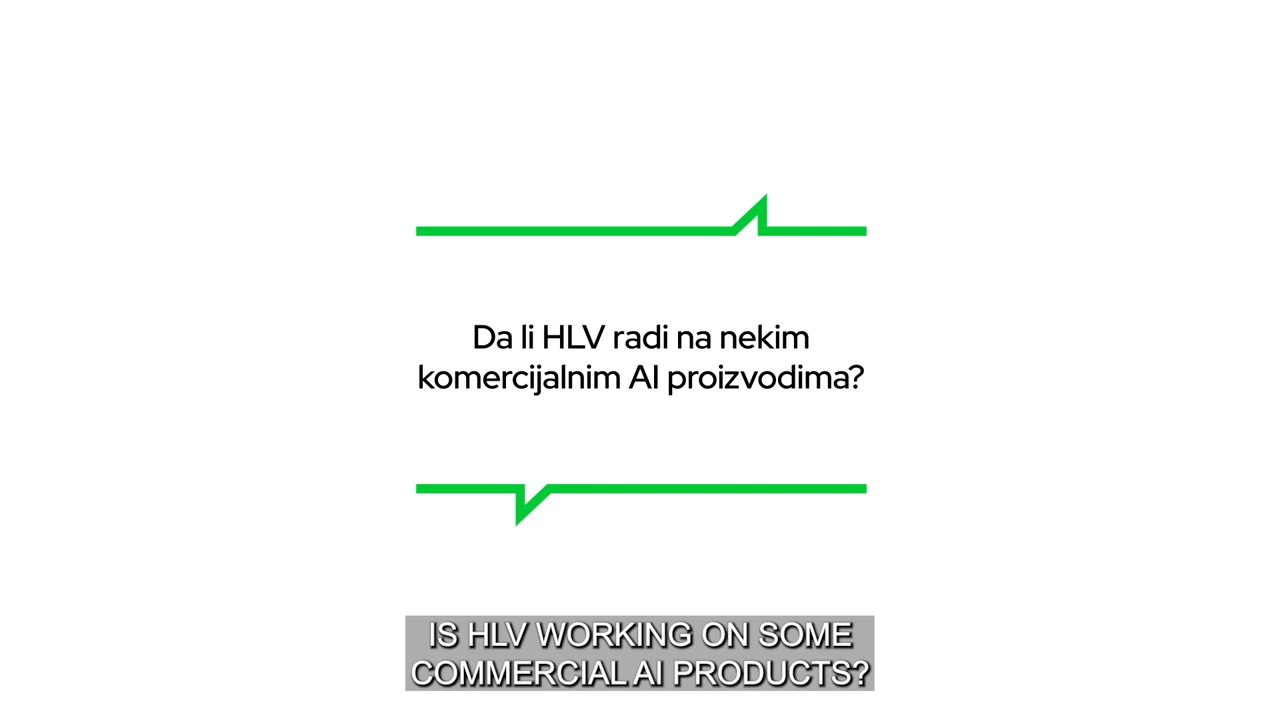 Da li HLV radi na nekim
komercijalnim AI proizvodima?
IS HLV WORKING ON SOME
COMMERCIAL AI PRODUCTS?